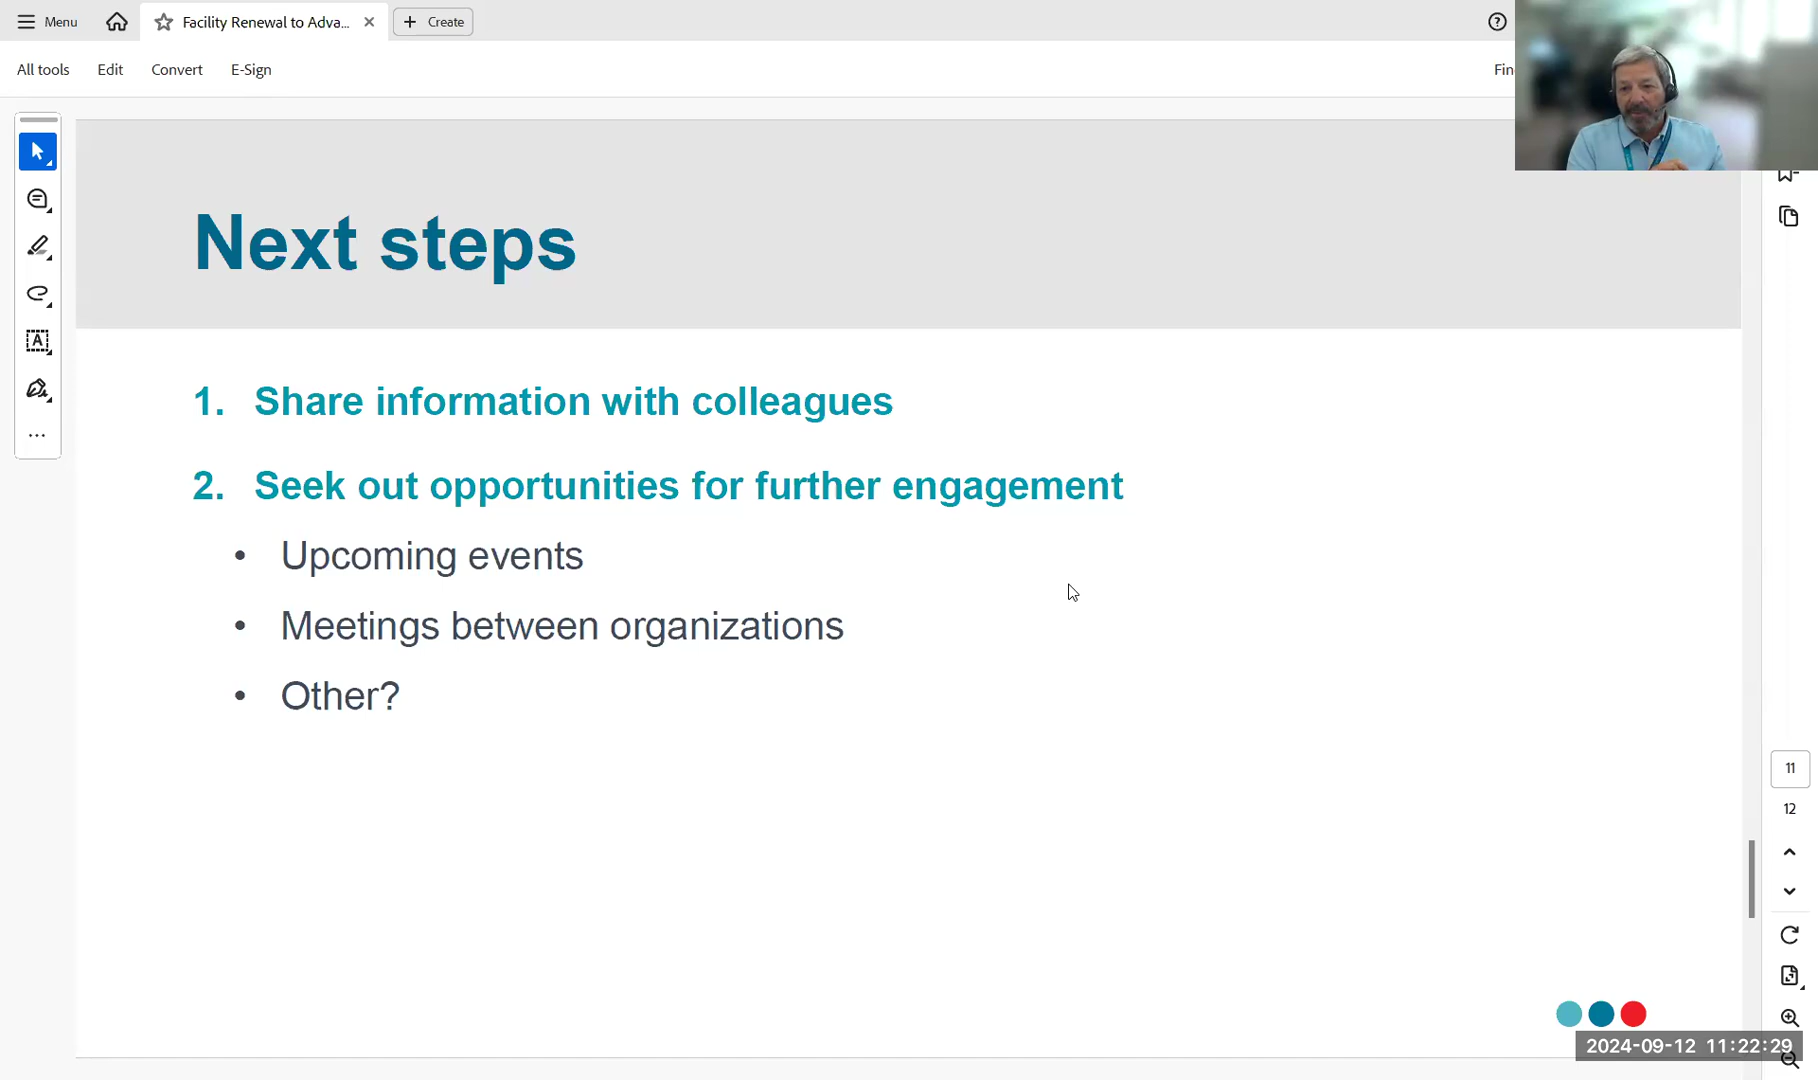 Menu
Facility Renewal to Adva...
Create
All tools
Edit
Convert
E-Sign
Fin
Next steps
1. Share information with colleagues
2. Seek out opportunities for further engagement
• Upcoming events
• Meetings between organizations
• Other?
11
12
2024-09-12 11:22:29